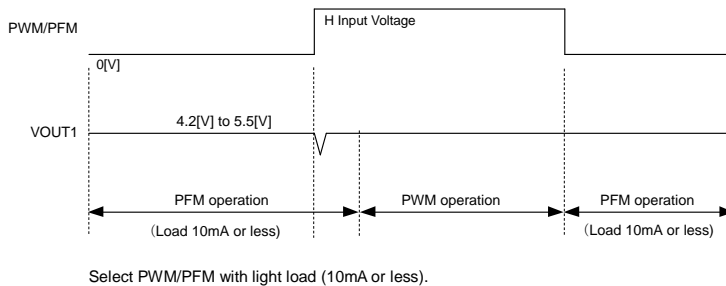 PWM/PFM
H Input Voltage
0[V]
VOUT1
4.2[V] to 5.5[V]
PFM operation
PWM operation
PFM operation
（Load 10mA or less)
（Load 10mA or less)
Select PWM/PFM with light load (10mA or less).